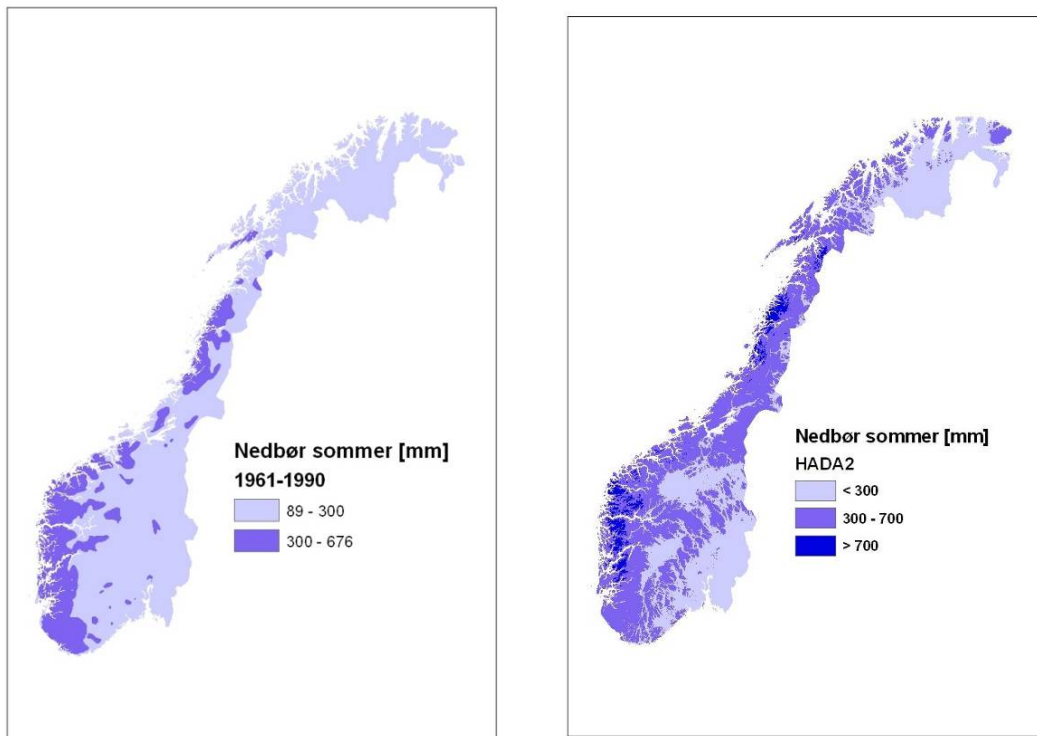 Nedbør sommer [mm]
1961-1990
89 - 300
300 - 676
Nedbør sommer [mm]
HADA2
< 300
300 - 700
> 700